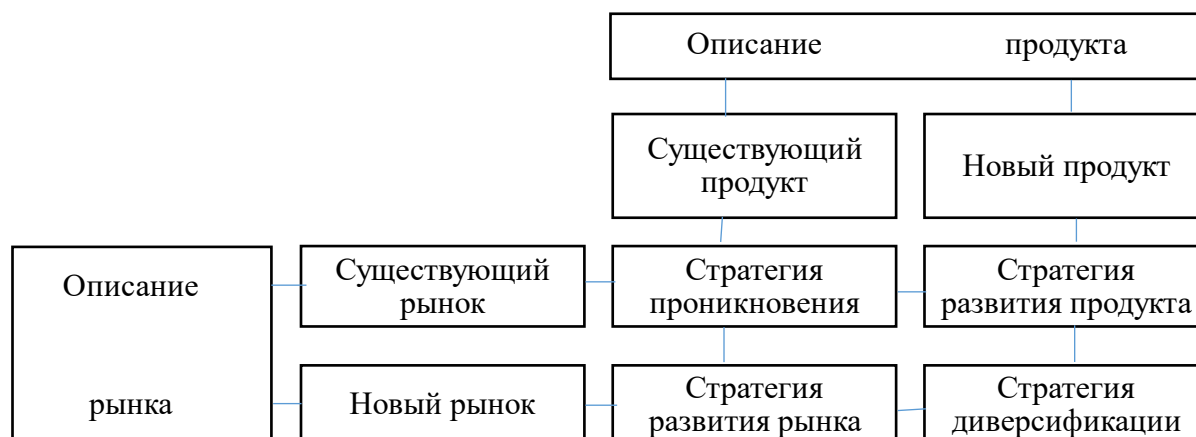 Описание продукта
Существующий
продукт
Новый продукт
Описание
рынка
Существующий
рынок
Стратегия
проникновения
Стратегия
развития продукта
Новый рынок
Стратегия
развития рынка
Стратегия
диверсификации